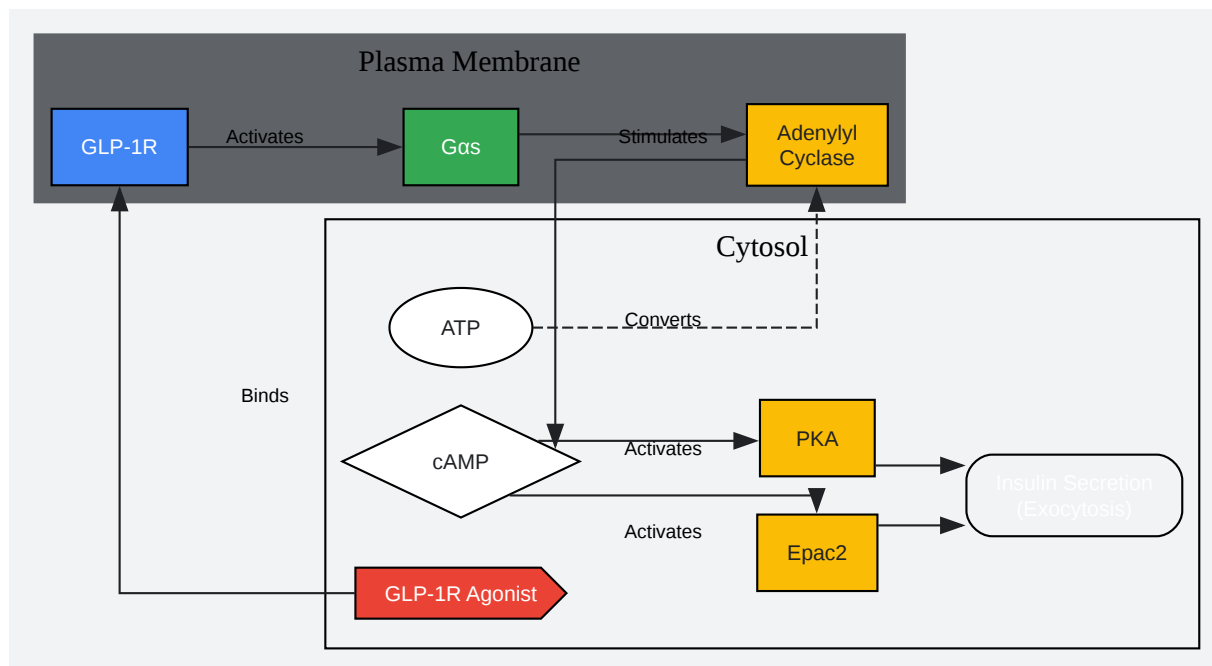 Plasma Membrane
GLP-1R
Activates
Gαs
Stimulates
Adenylyl
Cyclase
Cytosol
ATP
Converts
Binds
cAMP
Activates
PKA
Insulin Secretion
(Exocytosis)
Activates
Epac2
GLP-1R Agonist